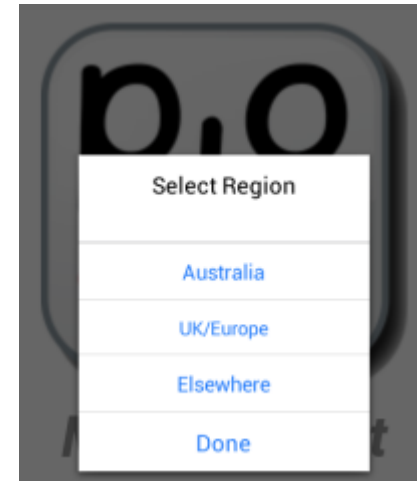 p,o
Select Region
Australia
UK/Europe
Elsewhere
Done